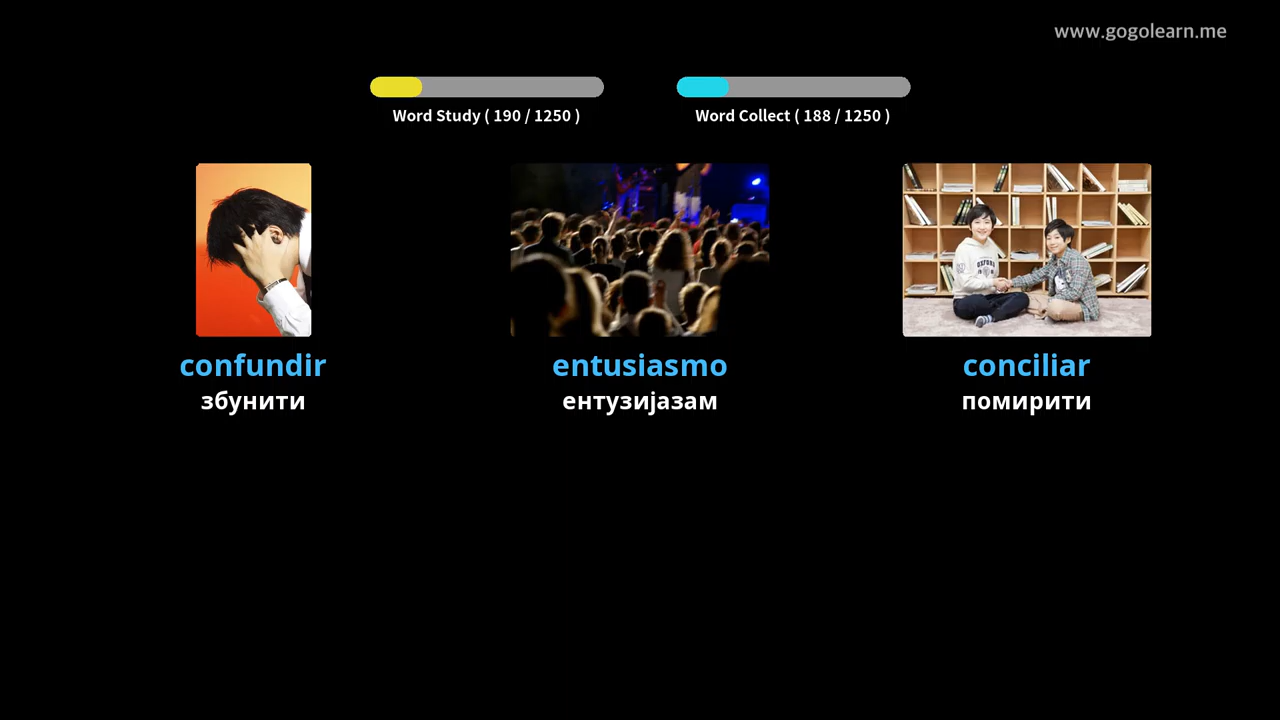 www.gogolearn.me
Word Study ( 190 / 1250 )
Word Collect ( 188 / 1250 )
confundir
збунити
entusiasmo
ентузијазам
conciliar
помирити